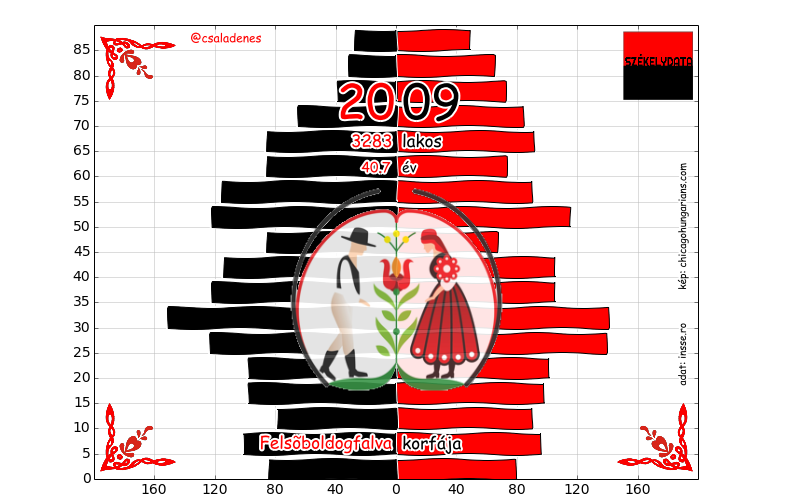 @csaladenes
SZÉKELYDATA
2009
3283 lakos
40.7 év
kép: chicagohungarians.com
adat: insse.ro
Felsõboldogfalva korfája
85
80
75
70
65
60
55
50
45
40
35
30
25
20
15
10
5
0
160 120 80 40 0 40 80 120 160